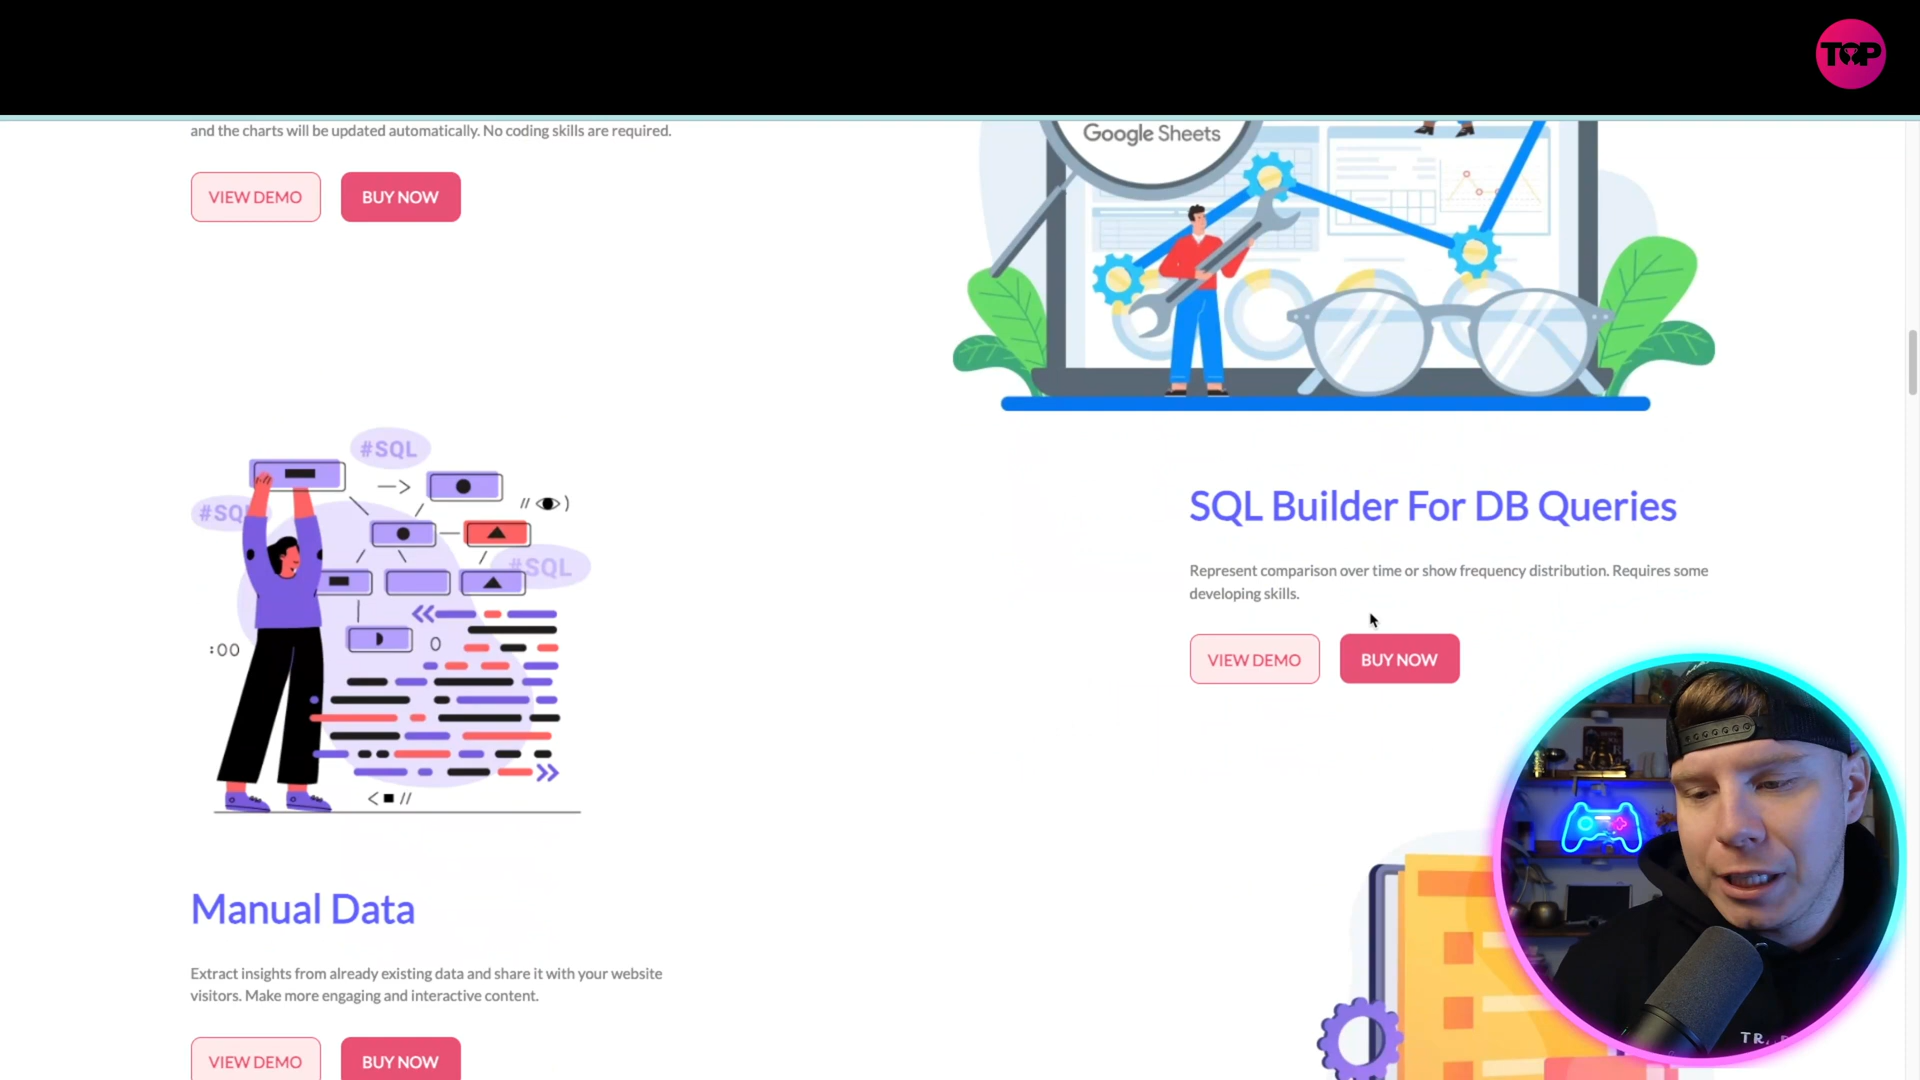 TOP
and the charts will be updated automatically. No coding skills are required.
Google Sheets
VIEW DEMO
BUY NOW
#SQL
// )
#SQ
SQL Builder For DB Queries
#SQL
Represent comparison over time or show frequency distribution. Requires some
developing skills.
:00
0
VIEW DEMO
BUY NOW
< //
Manual Data
Extract insights from already existing data and share it with your website
visitors. Make more engaging and interactive content.
VIEW DEMO
BUY NOW